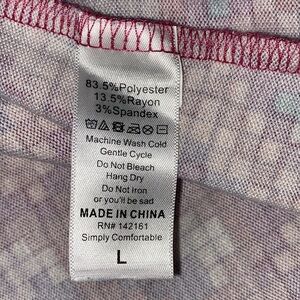 83.5%Polyester
13.5%Rayon
3%Spandex
Machine Wash Cold
Gentle Cycle
Do Not Bleach
Hang Dry
Do Not Iron
or you'll be sad
MADE IN CHINA
RN# 142161
Simply Comfortable
L